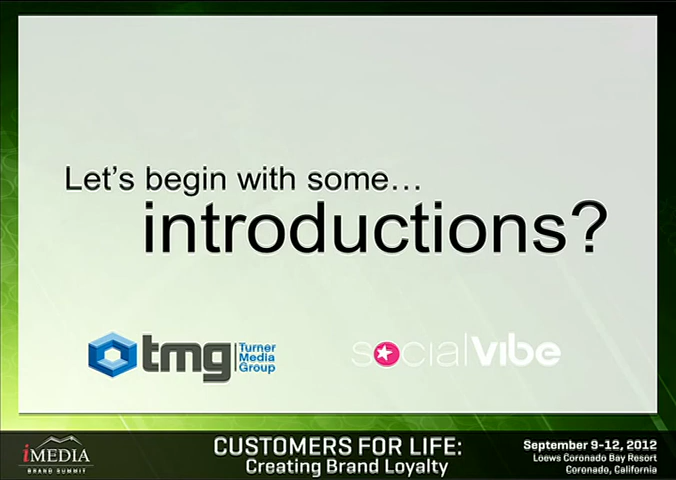 Let's begin with some...
introductions?
tmg
Turner
Media
Group
socialVibe
iMEDIA
BRAND SUMMIT
CUSTOMERS FOR LIFE:
Creating Brand Loyalty
September 9-12, 2012
Loews Coronado Bay Resort
Coronado, California